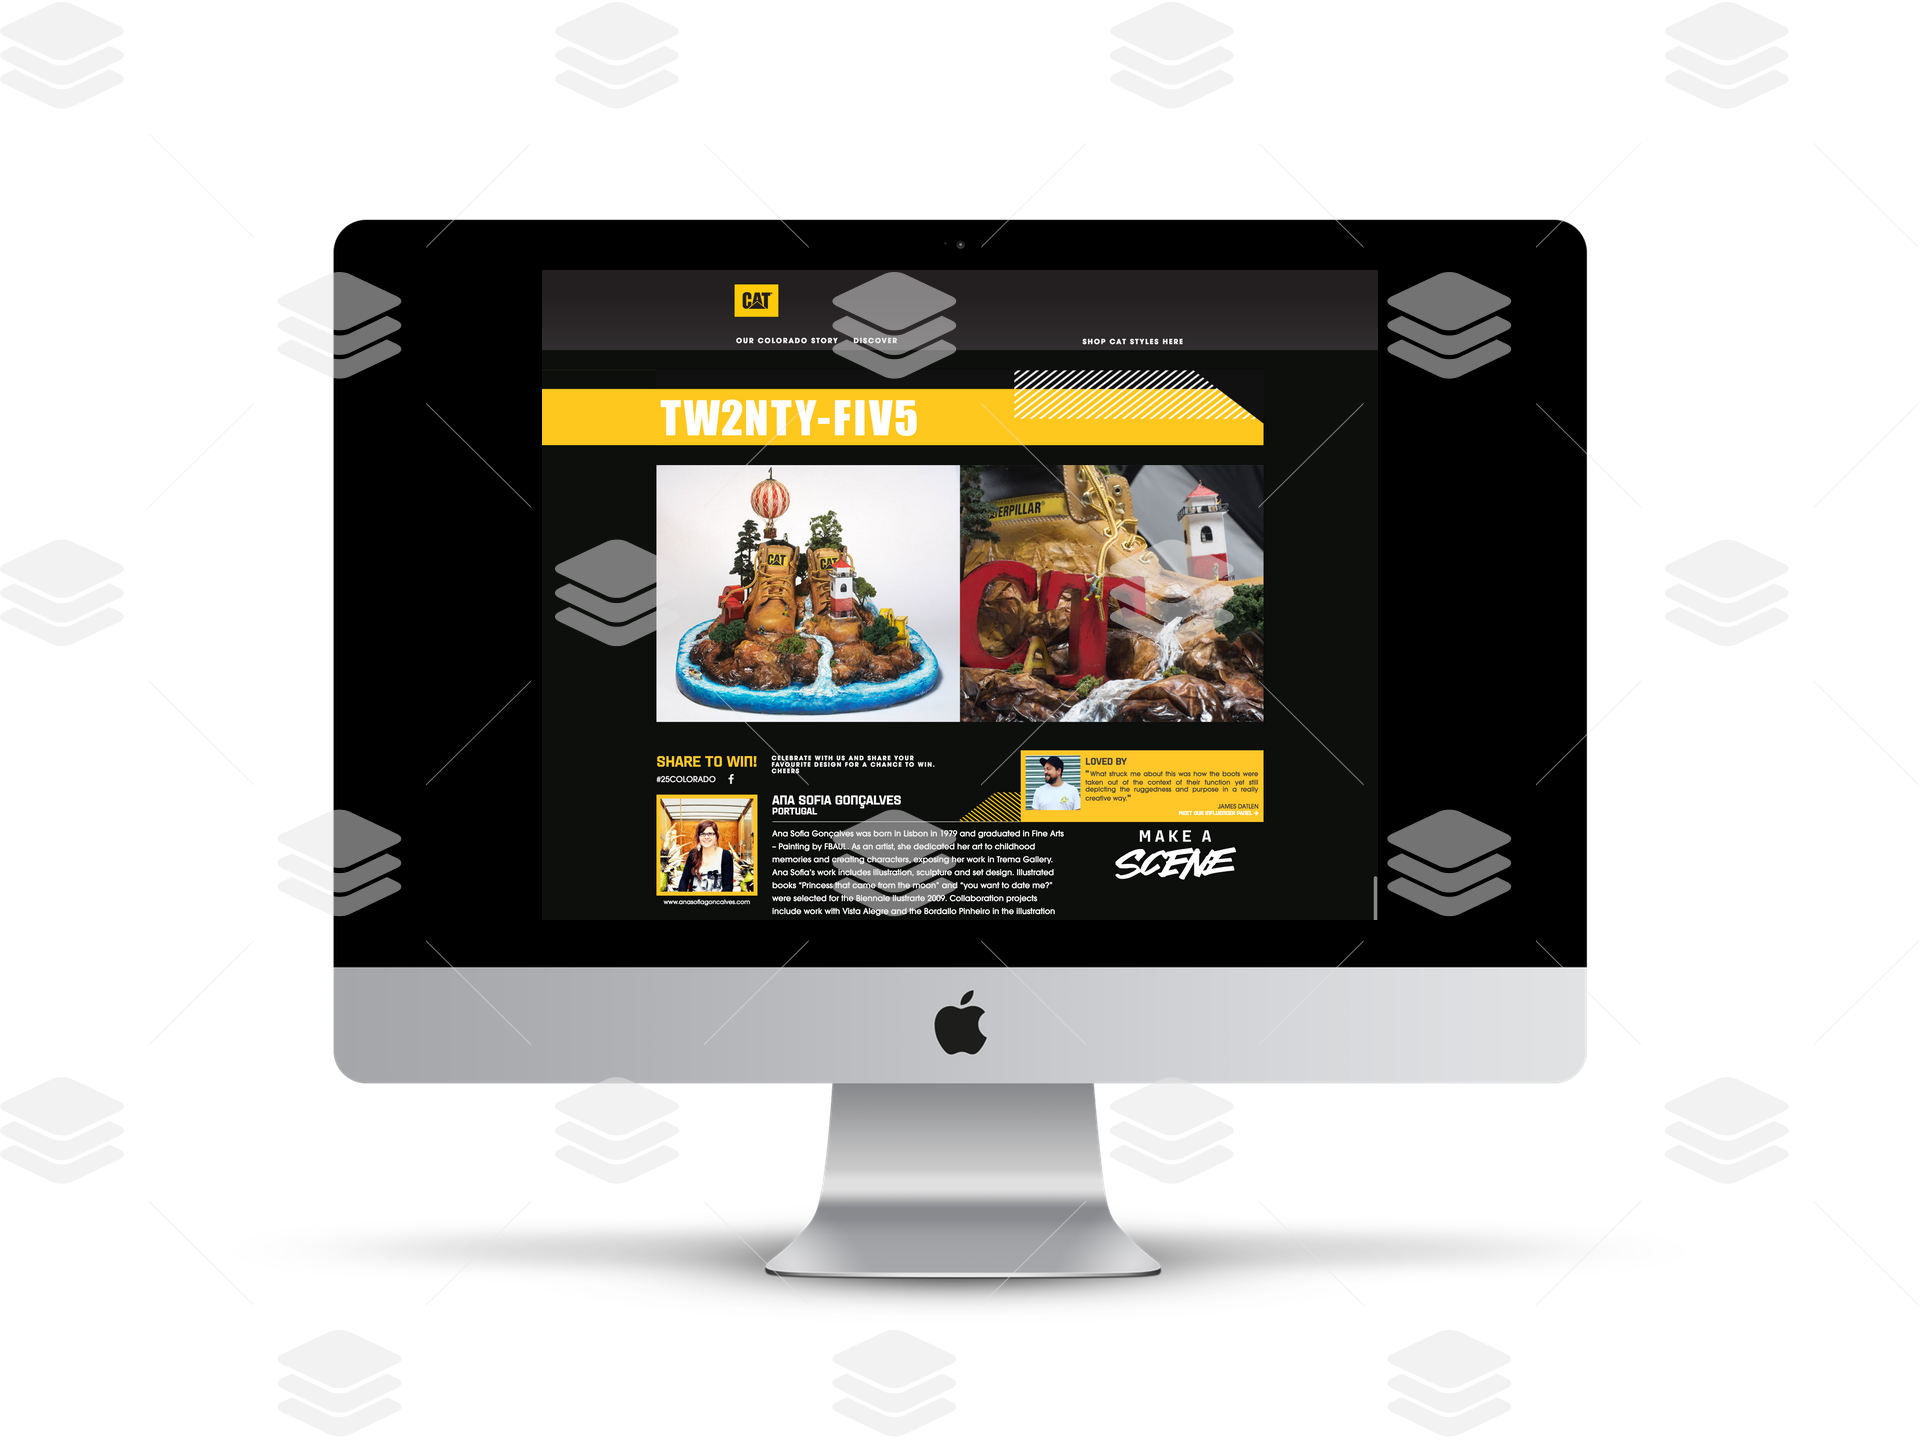 CAT
OUR COLORADO STORY DISCOVER
SHOP CAT STYLES HERE
TW2NTY-FIV5
CAT
CAT
ERPILLAR
CAT
SHARE TO WIN!
#25COLORADO f
CELEBRATE WITH US AND SHARE YOUR
FAVOURITE DESIGN FOR A CHANCE TO WIN.
CHEERS
LOVED BY
"What struck me about this was how the boots were
taken out of the context of their function yet still
depicting the ruggedness and purpose in a really
creative way."
JAMES DATLEN
MEET OUR INFLUENCER PANEL
ANA SOFIA GONÇALVES
PORTUGAL
Ana Sofia Gonçalves was born in Lisbon in 1979 and graduated in Fine Arts
– Painting by FBAUL. As an artist, she dedicated her art to childhood
memories and creating characters, exposing her work in Trema Gallery.
Ana Sofia's work includes illustration, sculpture and set design. Illustrated
books "Princess that came from the moon" and "you want to date me?"
were selected for the Biennale Ilustrarte 2009. Collaboration projects
include work with Vista Alegre and the Bordallo Pinheiro in the illustration
www.anasofiagoncalves.com
MAKE A
SCENE